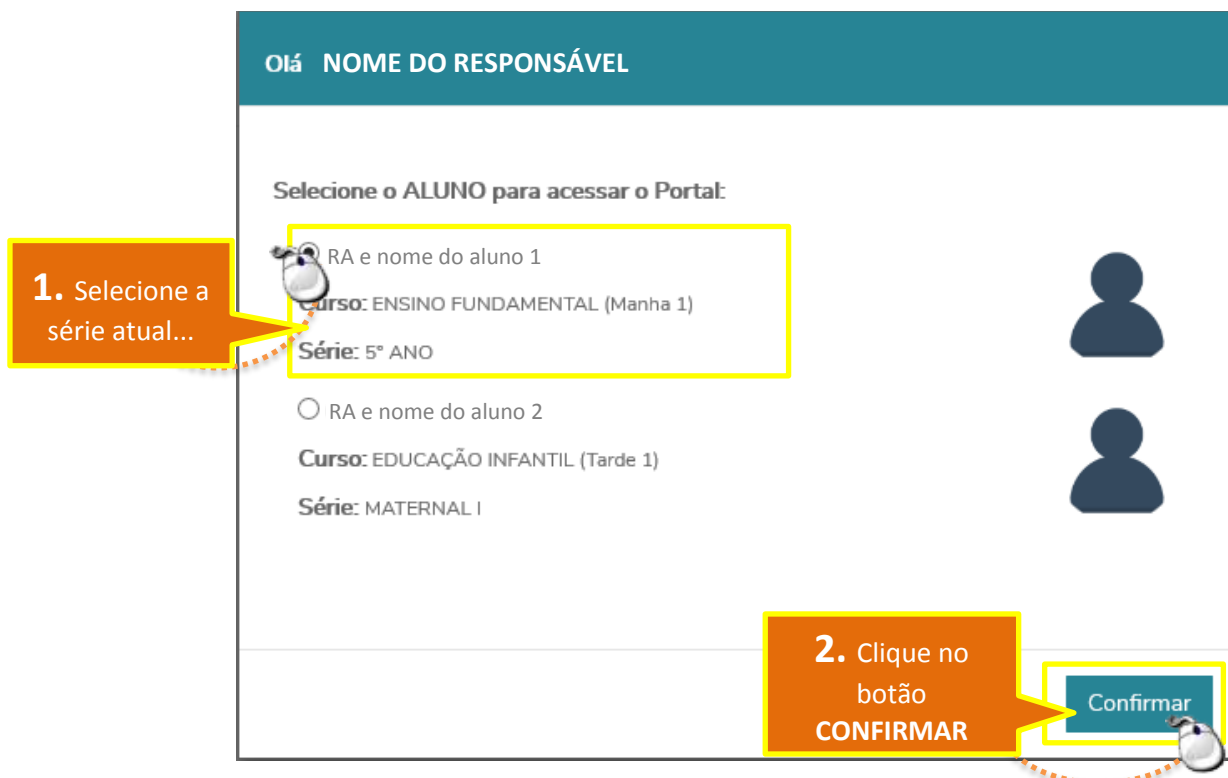 Olá NOME DO RESPONSÁVEL
Selecione o ALUNO para acessar o Portal:
RA e nome do aluno 1
Curso: ENSINO FUNDAMENTAL (Manha 1)
Série: 5° ANO
1. Selecione a
série atual...
RA e nome do aluno 2
Curso: EDUCAÇÃO INFANTIL (Tarde 1)
Série: MATERNAL I
2. Clique no
botão
CONFIRMAR
Confirmar